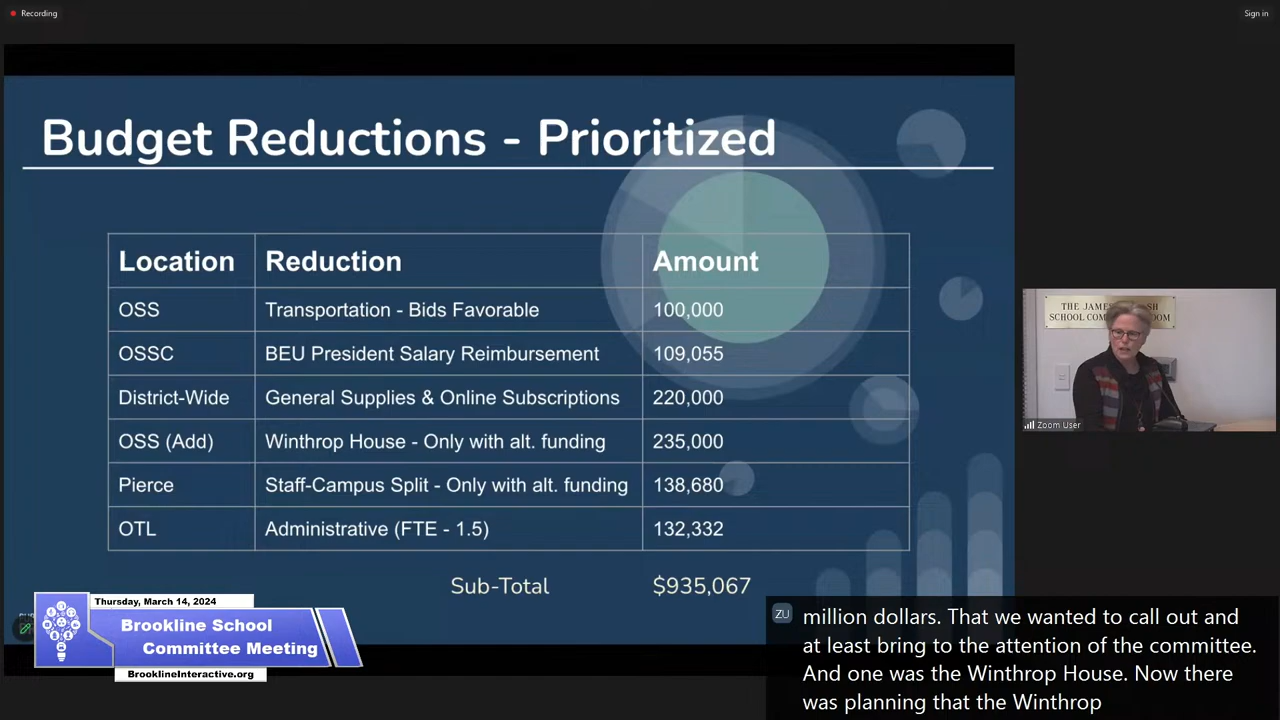 Recording
Sign in
Budget Reductions - Prioritized
Location Reduction Amount
OSS Transportation - Bids Favorable 100,000
OSSC BEU President Salary Reimbursement 109,055
District-Wide General Supplies & Online Subscriptions 220,000
OSS (Add) Winthrop House - Only with alt. funding 235,000
Pierce Staff-Campus Split - Only with alt. funding 138,680
OTL Administrative (FTE - 1.5) 132,332
Sub-Total $935,067
THE JAMES
SCHOOL ROOM
Zoom User
Thursday, March 14, 2024
Brookline School
Committee Meeting
BrooklineInteractive.org
ZU
million dollars. That we wanted to call out and
at least bring to the attention of the committee.
And one was the Winthrop House. Now there
was planning that the Winthrop